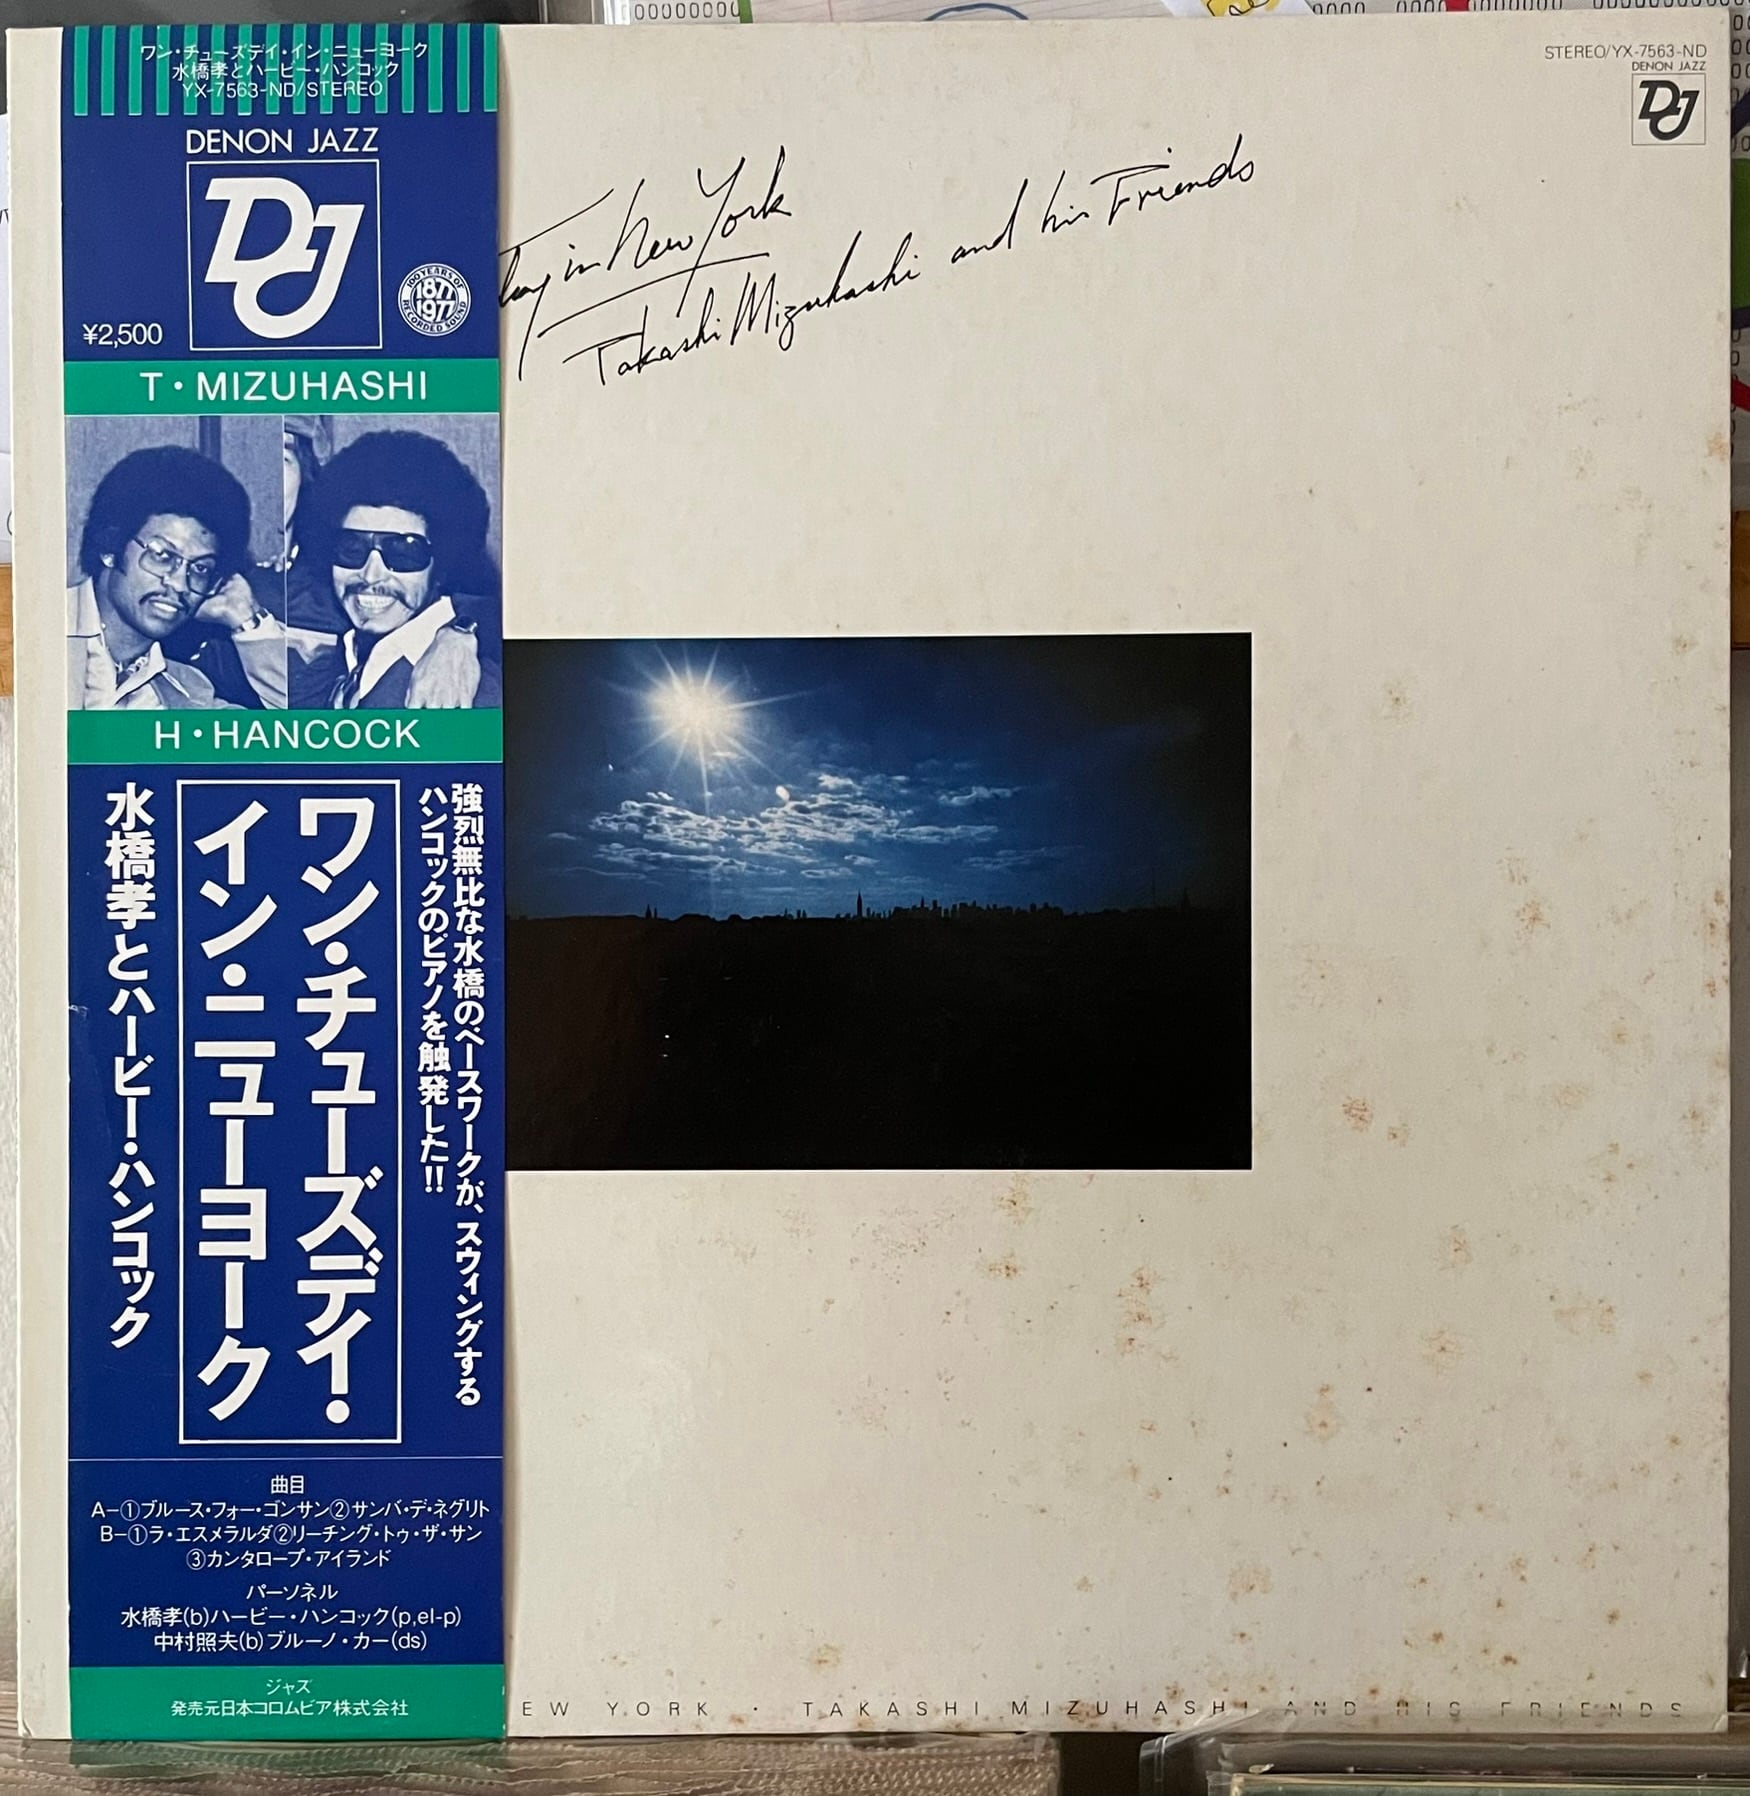 ワン・チューズデイ・イン・ニューヨーク
水橋孝とハービー・ハンコック
YX-7563-ND/STEREO
DENON JAZZ
DJ
100 YEARS OF RECORDED SOUND
1877
1977
¥2,500
T・MIZUHASHI
H・HANCOCK
強烈無比な水橋のベースワークが、スウィングする
ハンコックのピアノを触発した!!
ワン・チューズデイ・
イン・ニューヨーク
水橋孝とハービー・ハンコック
曲目
A-①ブルース・フォー・ゴンサン②サンバ・デ・ネグリト
B-①ラ・エスメラルダ②リーチング・トゥ・ザ・サン
③カンタロープ・アイランド
パーソネル
水橋孝(b)ハービー・ハンコック(p,el-p)
中村照夫(b)ブルーノ・カー(ds)
ジャズ
発売元日本コロムビア株式会社
STEREO/YX-7563-ND
DENON JAZZ
DJ
day in New York
Takashi Mizuhashi and his Friends
EW YORK · TAKASHI MIZUHASHI AND HIS FRIENDS